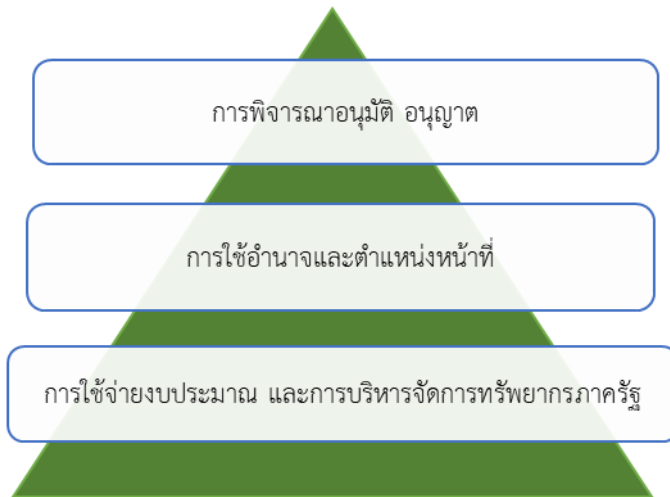 การพิจารณาอนุมัติ อนุญาต
การใช้อำนาจและตำแหน่งหน้าที่
การใช้จ่ายงบประมาณ และการบริหารจัดการทรัพยากรภาครัฐ